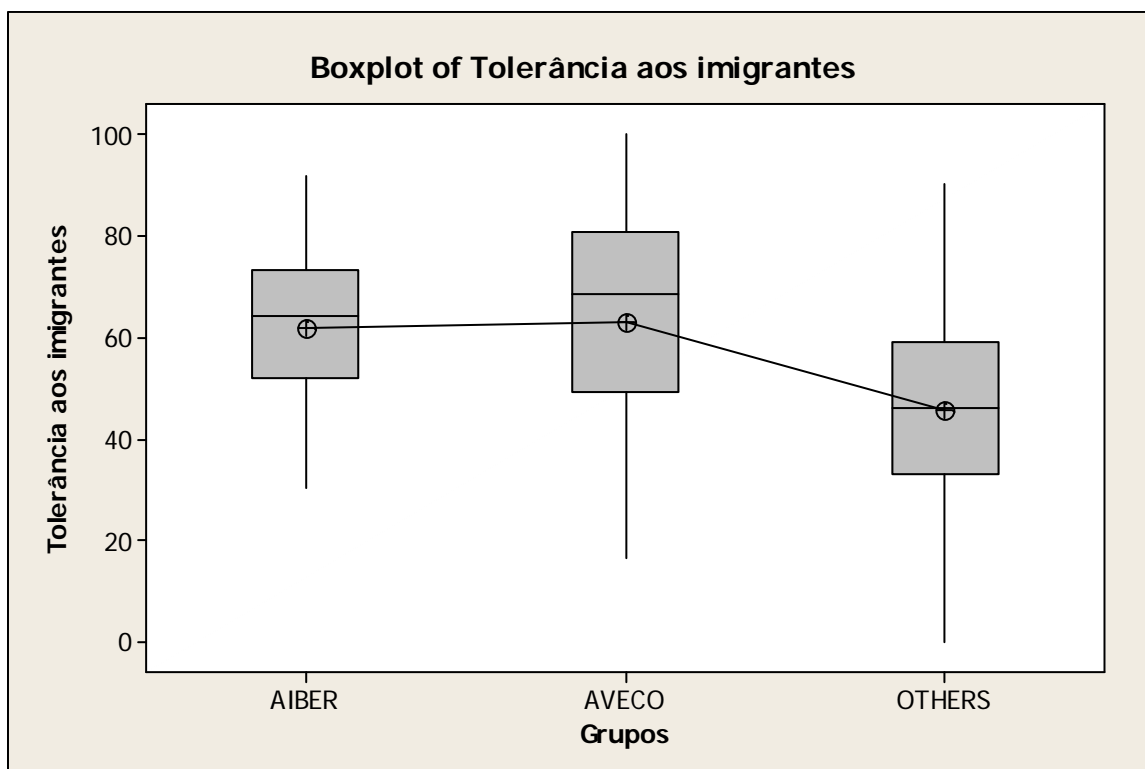 Boxplot of Tolerância aos imigrantes
Tolerância aos imigrantes
100
80
60
40
20
0
AIBER AVECO OTHERS
Grupos